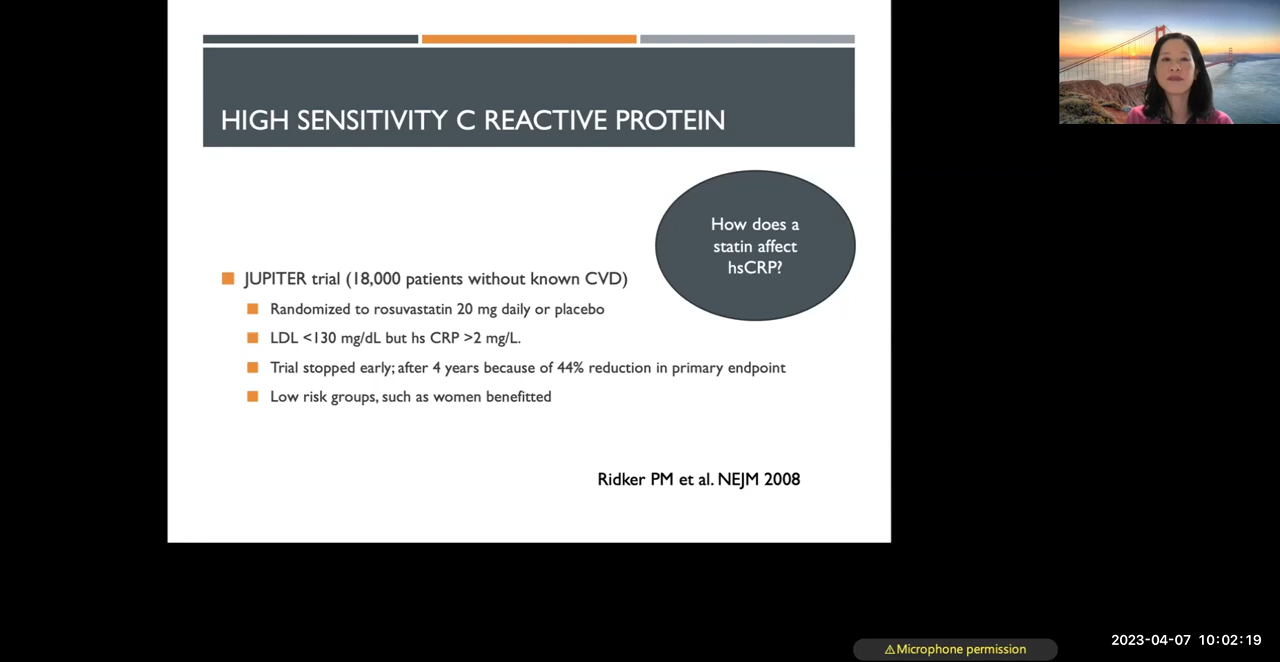 HIGH SENSITIVITY C REACTIVE PROTEIN
How does a
statin affect
hsCRP?
JUPITER trial (18,000 patients without known CVD)
Randomized to rosuvastatin 20 mg daily or placebo
LDL <130 mg/dL but hs CRP >2 mg/L.
Trial stopped early; after 4 years because of 44% reduction in primary endpoint
Low risk groups, such as women benefitted
Ridker PM et al. NEJM 2008
⚠Microphone permission
2023-04-07 10:02:19